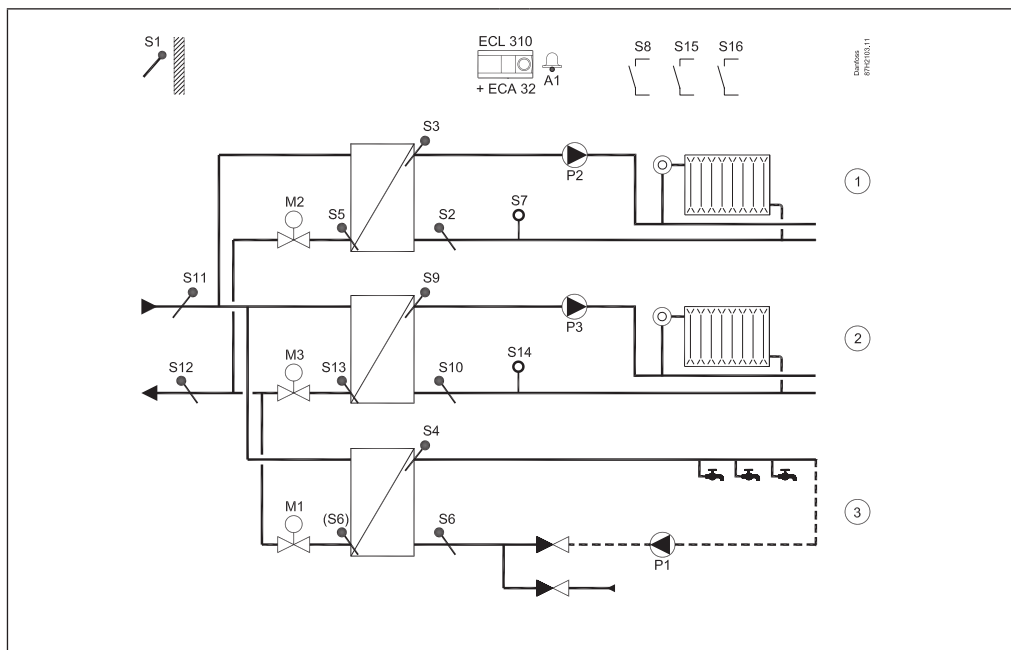 S1
ECL 310
A1
+ ECA 32
S8 S15 S16
Danfoss
87H2103.11
S3
P2
M2
S5
S2
S7
1
S11
S9
P3
M3
S12
S13
S10
S14
2
S4
M1
(S6)
S6
P1
3